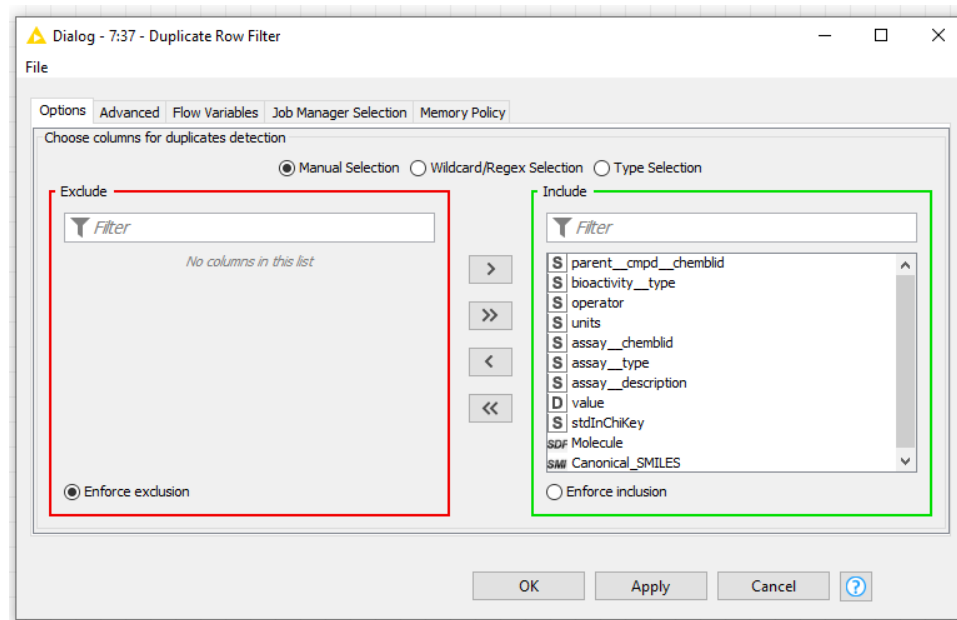 Dialog - 7:37 - Duplicate Row Filter
File
Options Advanced Flow Variables Job Manager Selection Memory Policy
Choose columns for duplicates detection
Manual Selection Wildcard/Regex Selection Type Selection
Exclude
Filter
No columns in this list
Enforce exclusion
>
>>
<
<<
Include
Filter
S parent__cmpd__chemblid
S bioactivity__type
S operator
S units
S assay__chemblid
S assay__type
S assay__description
D value
S stdInChiKey
SDF Molecule
SMI Canonical_SMILES
Enforce inclusion
OK Apply Cancel ?